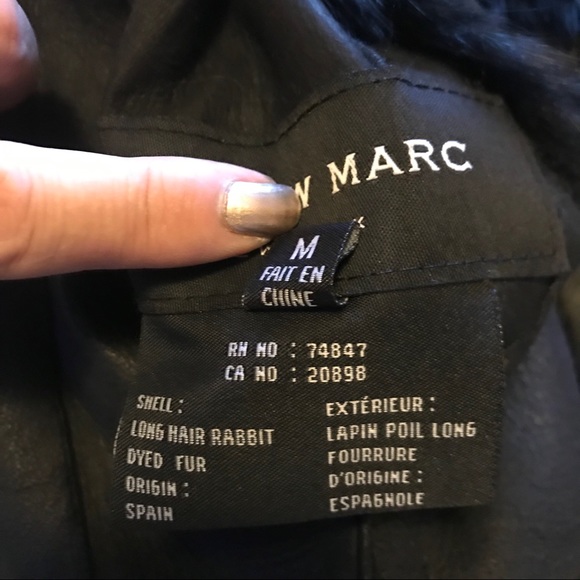 MARC
M
FAIT EN
CHINE
RN NO : 74847
CA NO : 20898
SHELL :
LONG HAIR RABBIT
DYED FUR
ORIGIN :
SPAIN
EXTÉRIEUR :
LAPIN POIL LONG
FOURRURE
D'ORIGINE :
ESPAGNOLE